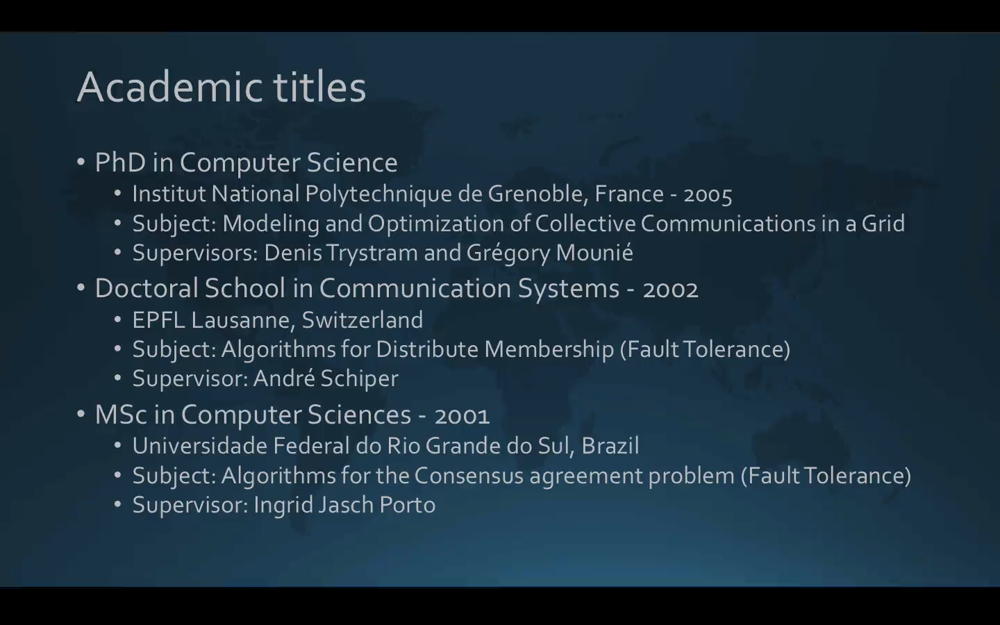 Academic titles
• PhD in Computer Science
• Institut National Polytechnique de Grenoble, France - 2005
• Subject: Modeling and Optimization of Collective Communications in a Grid
• Supervisors: Denis Trystram and Grégory Mounié
• Doctoral School in Communication Systems - 2002
• EPFL Lausanne, Switzerland
• Subject: Algorithms for Distribute Membership (Fault Tolerance)
• Supervisor: André Schiper
• MSc in Computer Sciences - 2001
• Universidade Federal do Rio Grande do Sul, Brazil
• Subject: Algorithms for the Consensus agreement problem (Fault Tolerance)
• Supervisor: Ingrid Jasch Porto